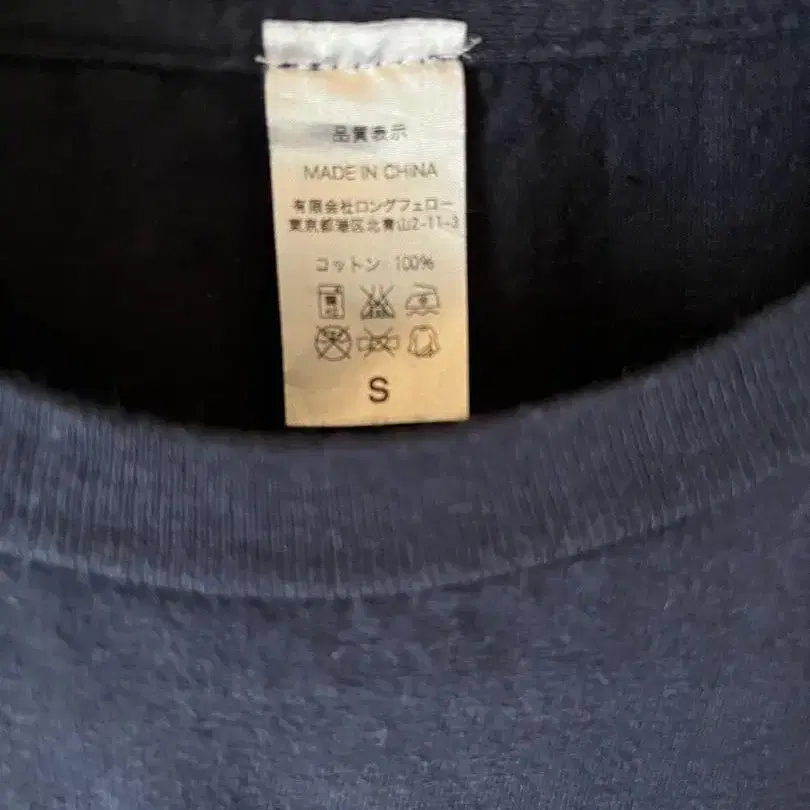 品質表示
MADE IN CHINA
有限会社ロングフェロー
東京都港区北青山2-11-3
コットン 100%
S